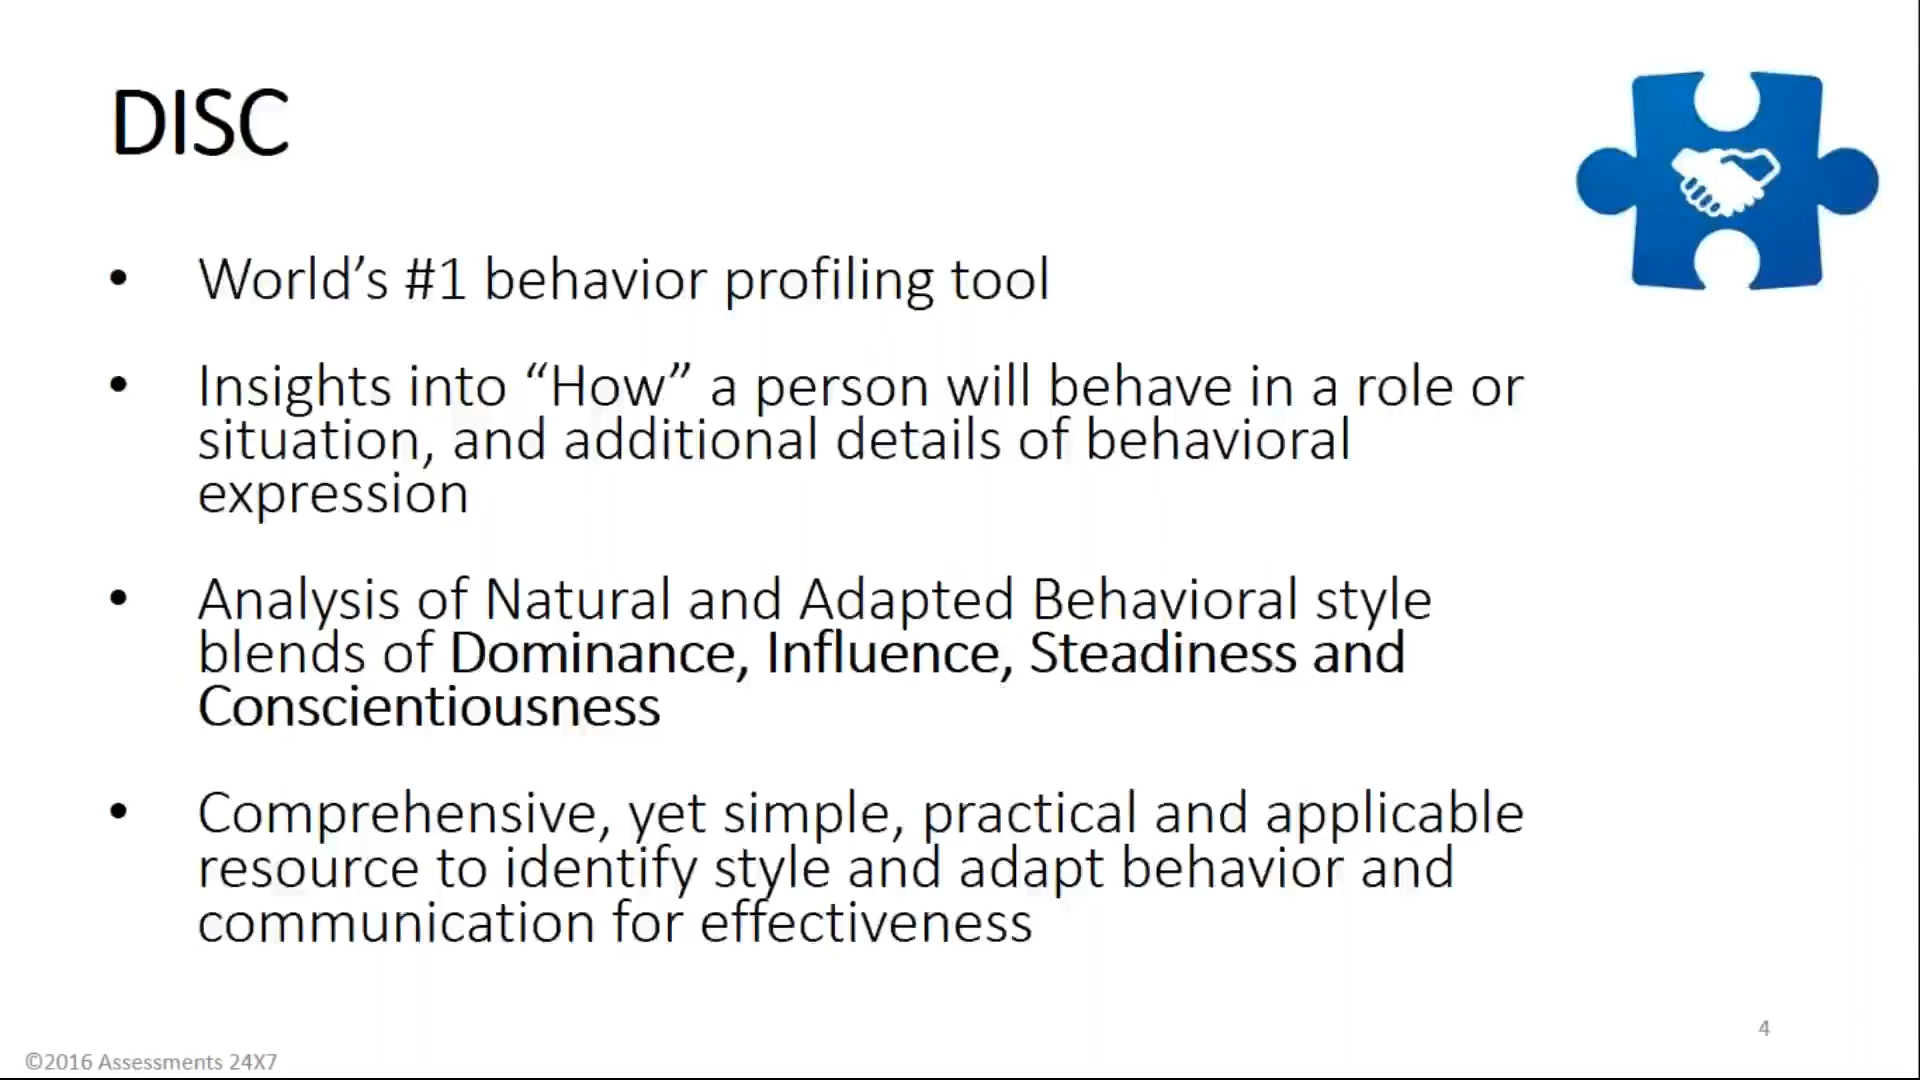 DISC
• World’s #1 behavior profiling tool
• Insights into “How” a person will behave in a role or
situation, and additional details of behavioral
expression
• Analysis of Natural and Adapted Behavioral style
blends of Dominance, Influence, Steadiness and
Conscientiousness
• Comprehensive, yet simple, practical and applicable
resource to identify style and adapt behavior and
communication for effectiveness
4
©2016 Assessments 24X7